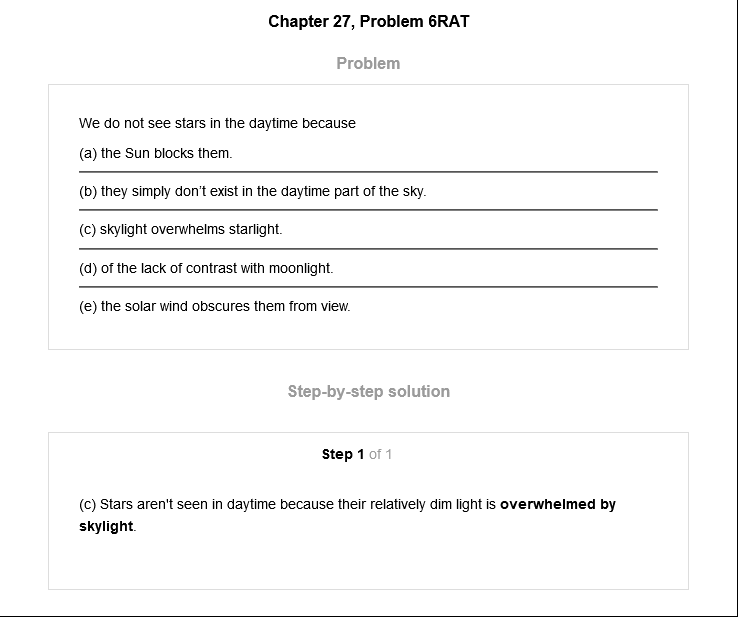 Chapter 27, Problem 6RAT
Problem
We do not see stars in the daytime because
(a) the Sun blocks them.
(b) they simply don’t exist in the daytime part of the sky.
(c) skylight overwhelms starlight.
(d) of the lack of contrast with moonlight.
(e) the solar wind obscures them from view.
Step-by-step solution
Step 1 of 1
(c) Stars aren't seen in daytime because their relatively dim light is overwhelmed by
skylight.